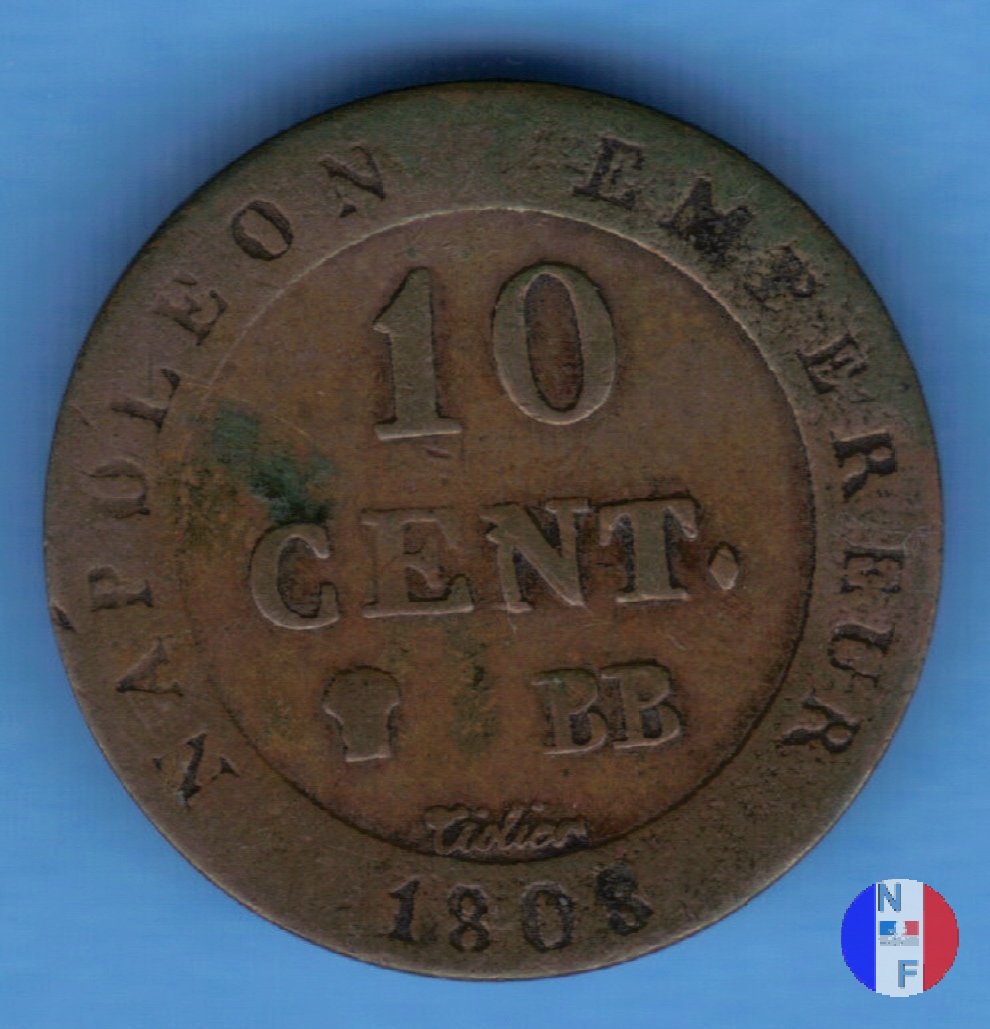 NAPOLEON EMPEREUR
10
CENT.
BB
Tiolier
1808
N
F